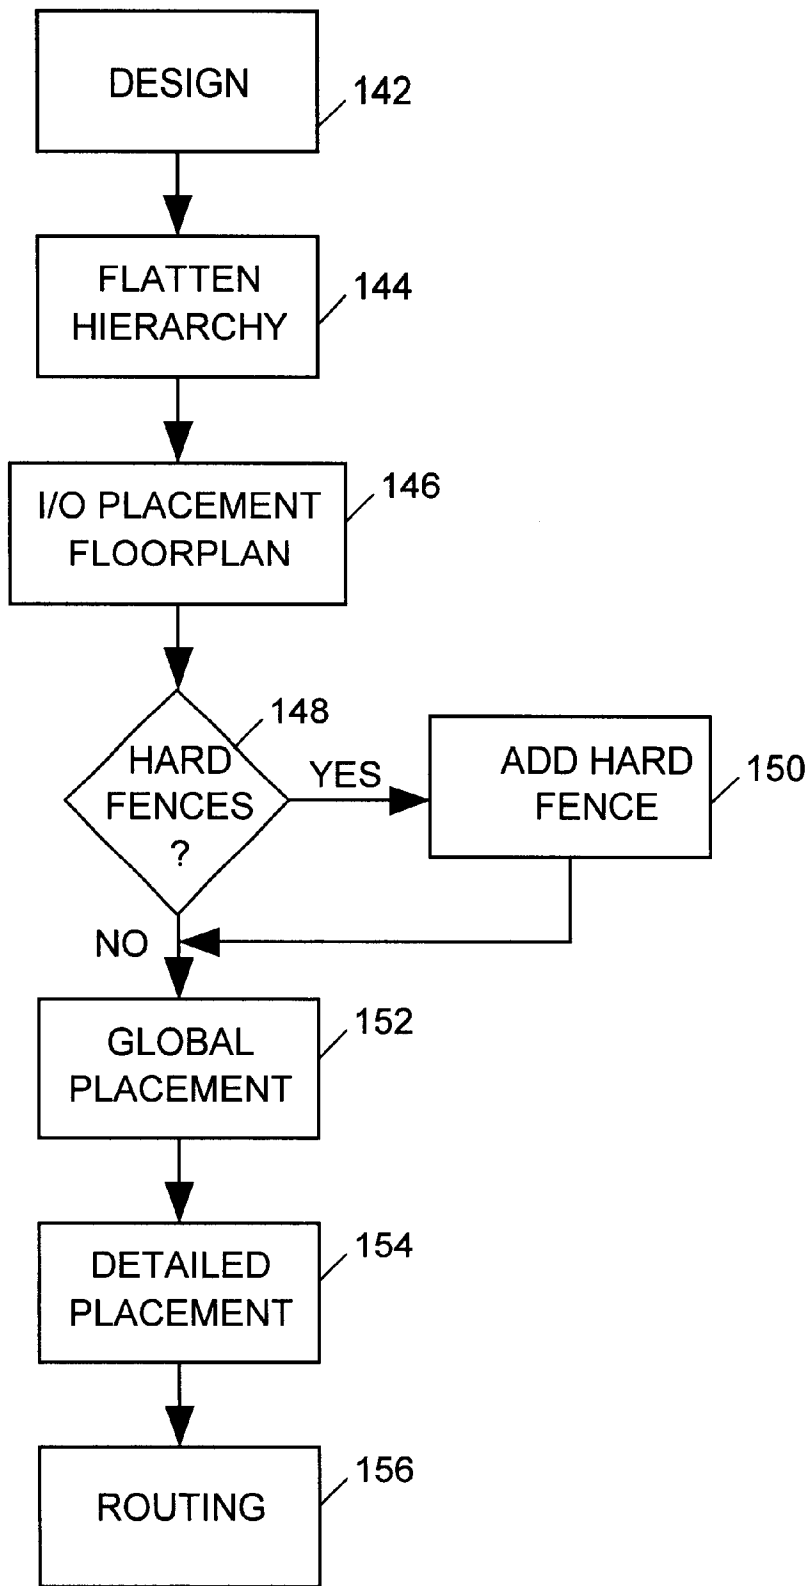 DESIGN
142
FLATTEN
HIERARCHY
144
I/O PLACEMENT
FLOORPLAN
146
148
HARD
FENCES
?
YES
ADD HARD
FENCE
150
NO
GLOBAL
PLACEMENT
152
DETAILED
PLACEMENT
154
ROUTING
156